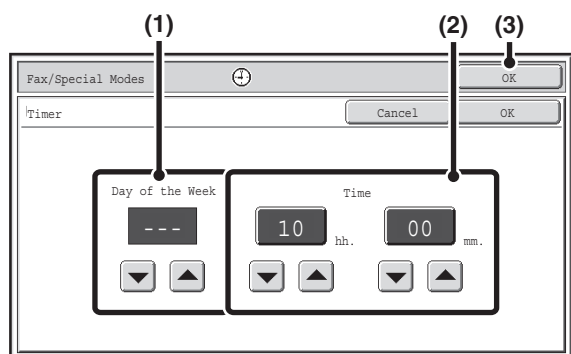 (1) (2) (3)
Fax/Special Modes OK
Timer Cancel OK
Day of the Week Time
--- 10 hh. 00 mm.